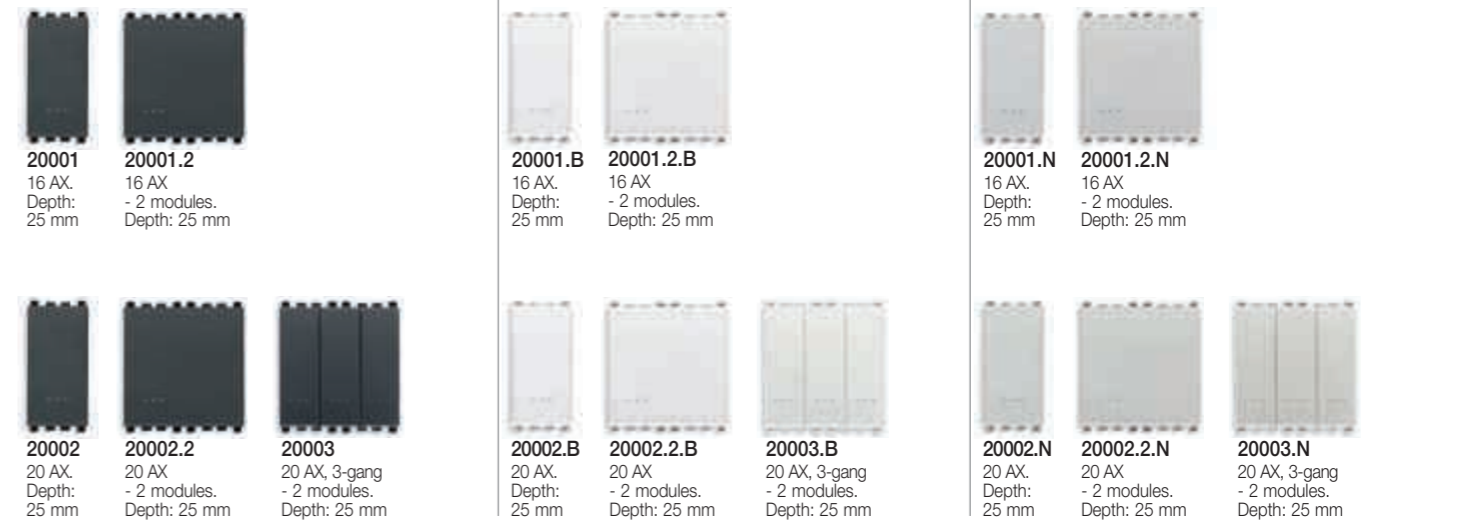 20001
16 AX.
Depth:
25 mm
20001.2
16 AX
- 2 modules.
Depth: 25 mm
20001.B
16 AX.
Depth:
25 mm
20001.2.B
16 AX
- 2 modules.
Depth: 25 mm
20001.N
16 AX.
Depth:
25 mm
20001.2.N
16 AX
- 2 modules.
Depth: 25 mm
20002
20 AX.
Depth:
25 mm
20002.2
20 AX
- 2 modules.
Depth: 25 mm
20003
20 AX, 3-gang
- 2 modules.
Depth: 25 mm
20002.B
20 AX.
Depth:
25 mm
20002.2.B
20 AX
- 2 modules.
Depth: 25 mm
20003.B
20 AX, 3-gang
- 2 modules.
Depth: 25 mm
20002.N
20 AX.
Depth:
25 mm
20002.2.N
20 AX
- 2 modules.
Depth: 25 mm
20003.N
20 AX, 3-gang
- 2 modules.
Depth: 25 mm